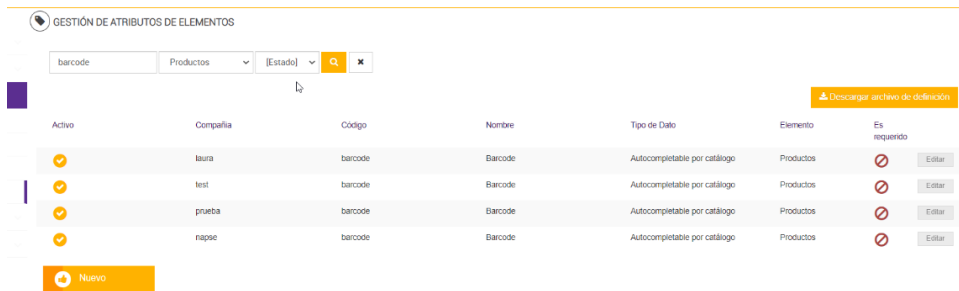 GESTIÓN DE ATRIBUTOS DE ELEMENTOS
barcode Productos [Estado]
Descargar archivo de definición
Activo Compañia Código Nombre Tipo de Dato Elemento Es requerido
laura barcode Barcode Autocompletable por catálogo Productos Editar
test barcode Barcode Autocompletable por catálogo Productos Editar
prueba barcode Barcode Autocompletable por catálogo Productos Editar
napse barcode Barcode Autocompletable por catálogo Productos Editar
Nuevo